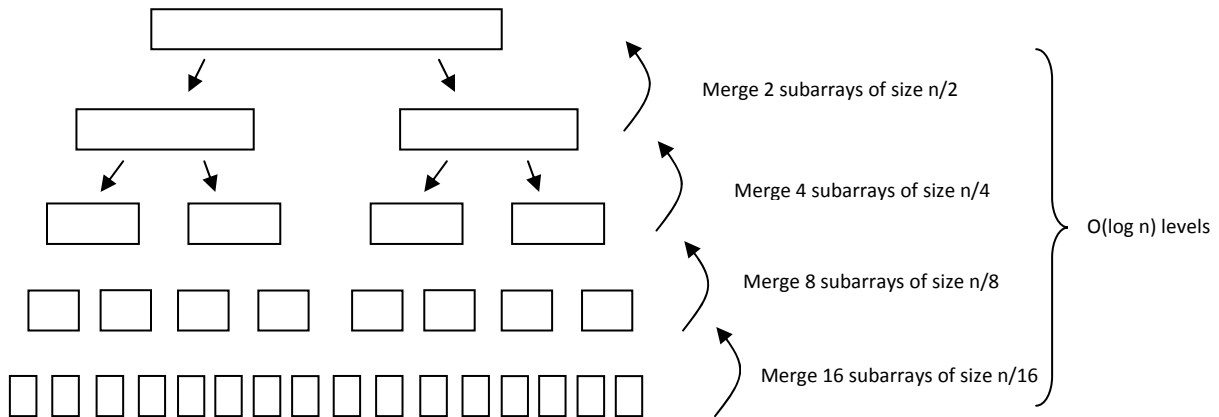 Merge 2 subarrays of size n/2
Merge 4 subarrays of size n/4
O(log n) levels
Merge 8 subarrays of size n/8
Merge 16 subarrays of size n/16